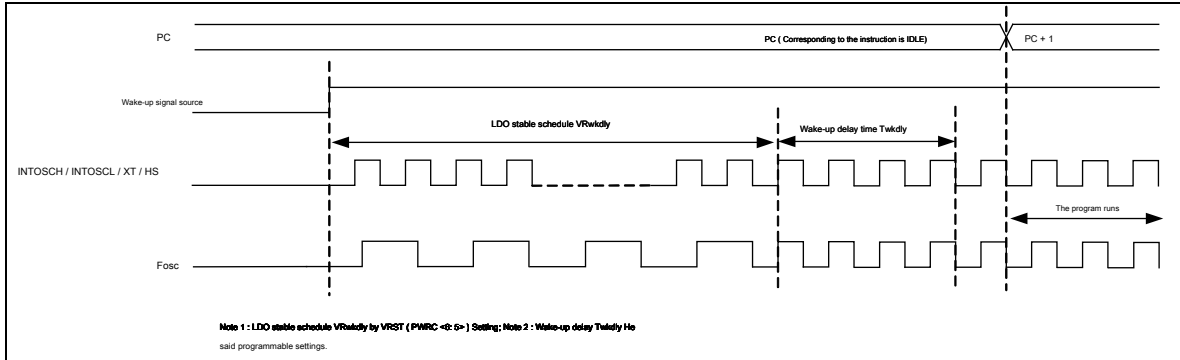 PC
PC ( Corresponding to the instruction is IDLE)
PC + 1
Wake-up signal source
LDO stable schedule VRwkdly
Wake-up delay time Twkdly
INTOSCH / INTOSCL / XT / HS
The program runs
Fosc
Note 1 : LDO stable schedule VRwkdly by VRST ( PWRC <6: 5> ) Setting; Note 2 : Wake-up delay Twkdly He
said programmable settings.